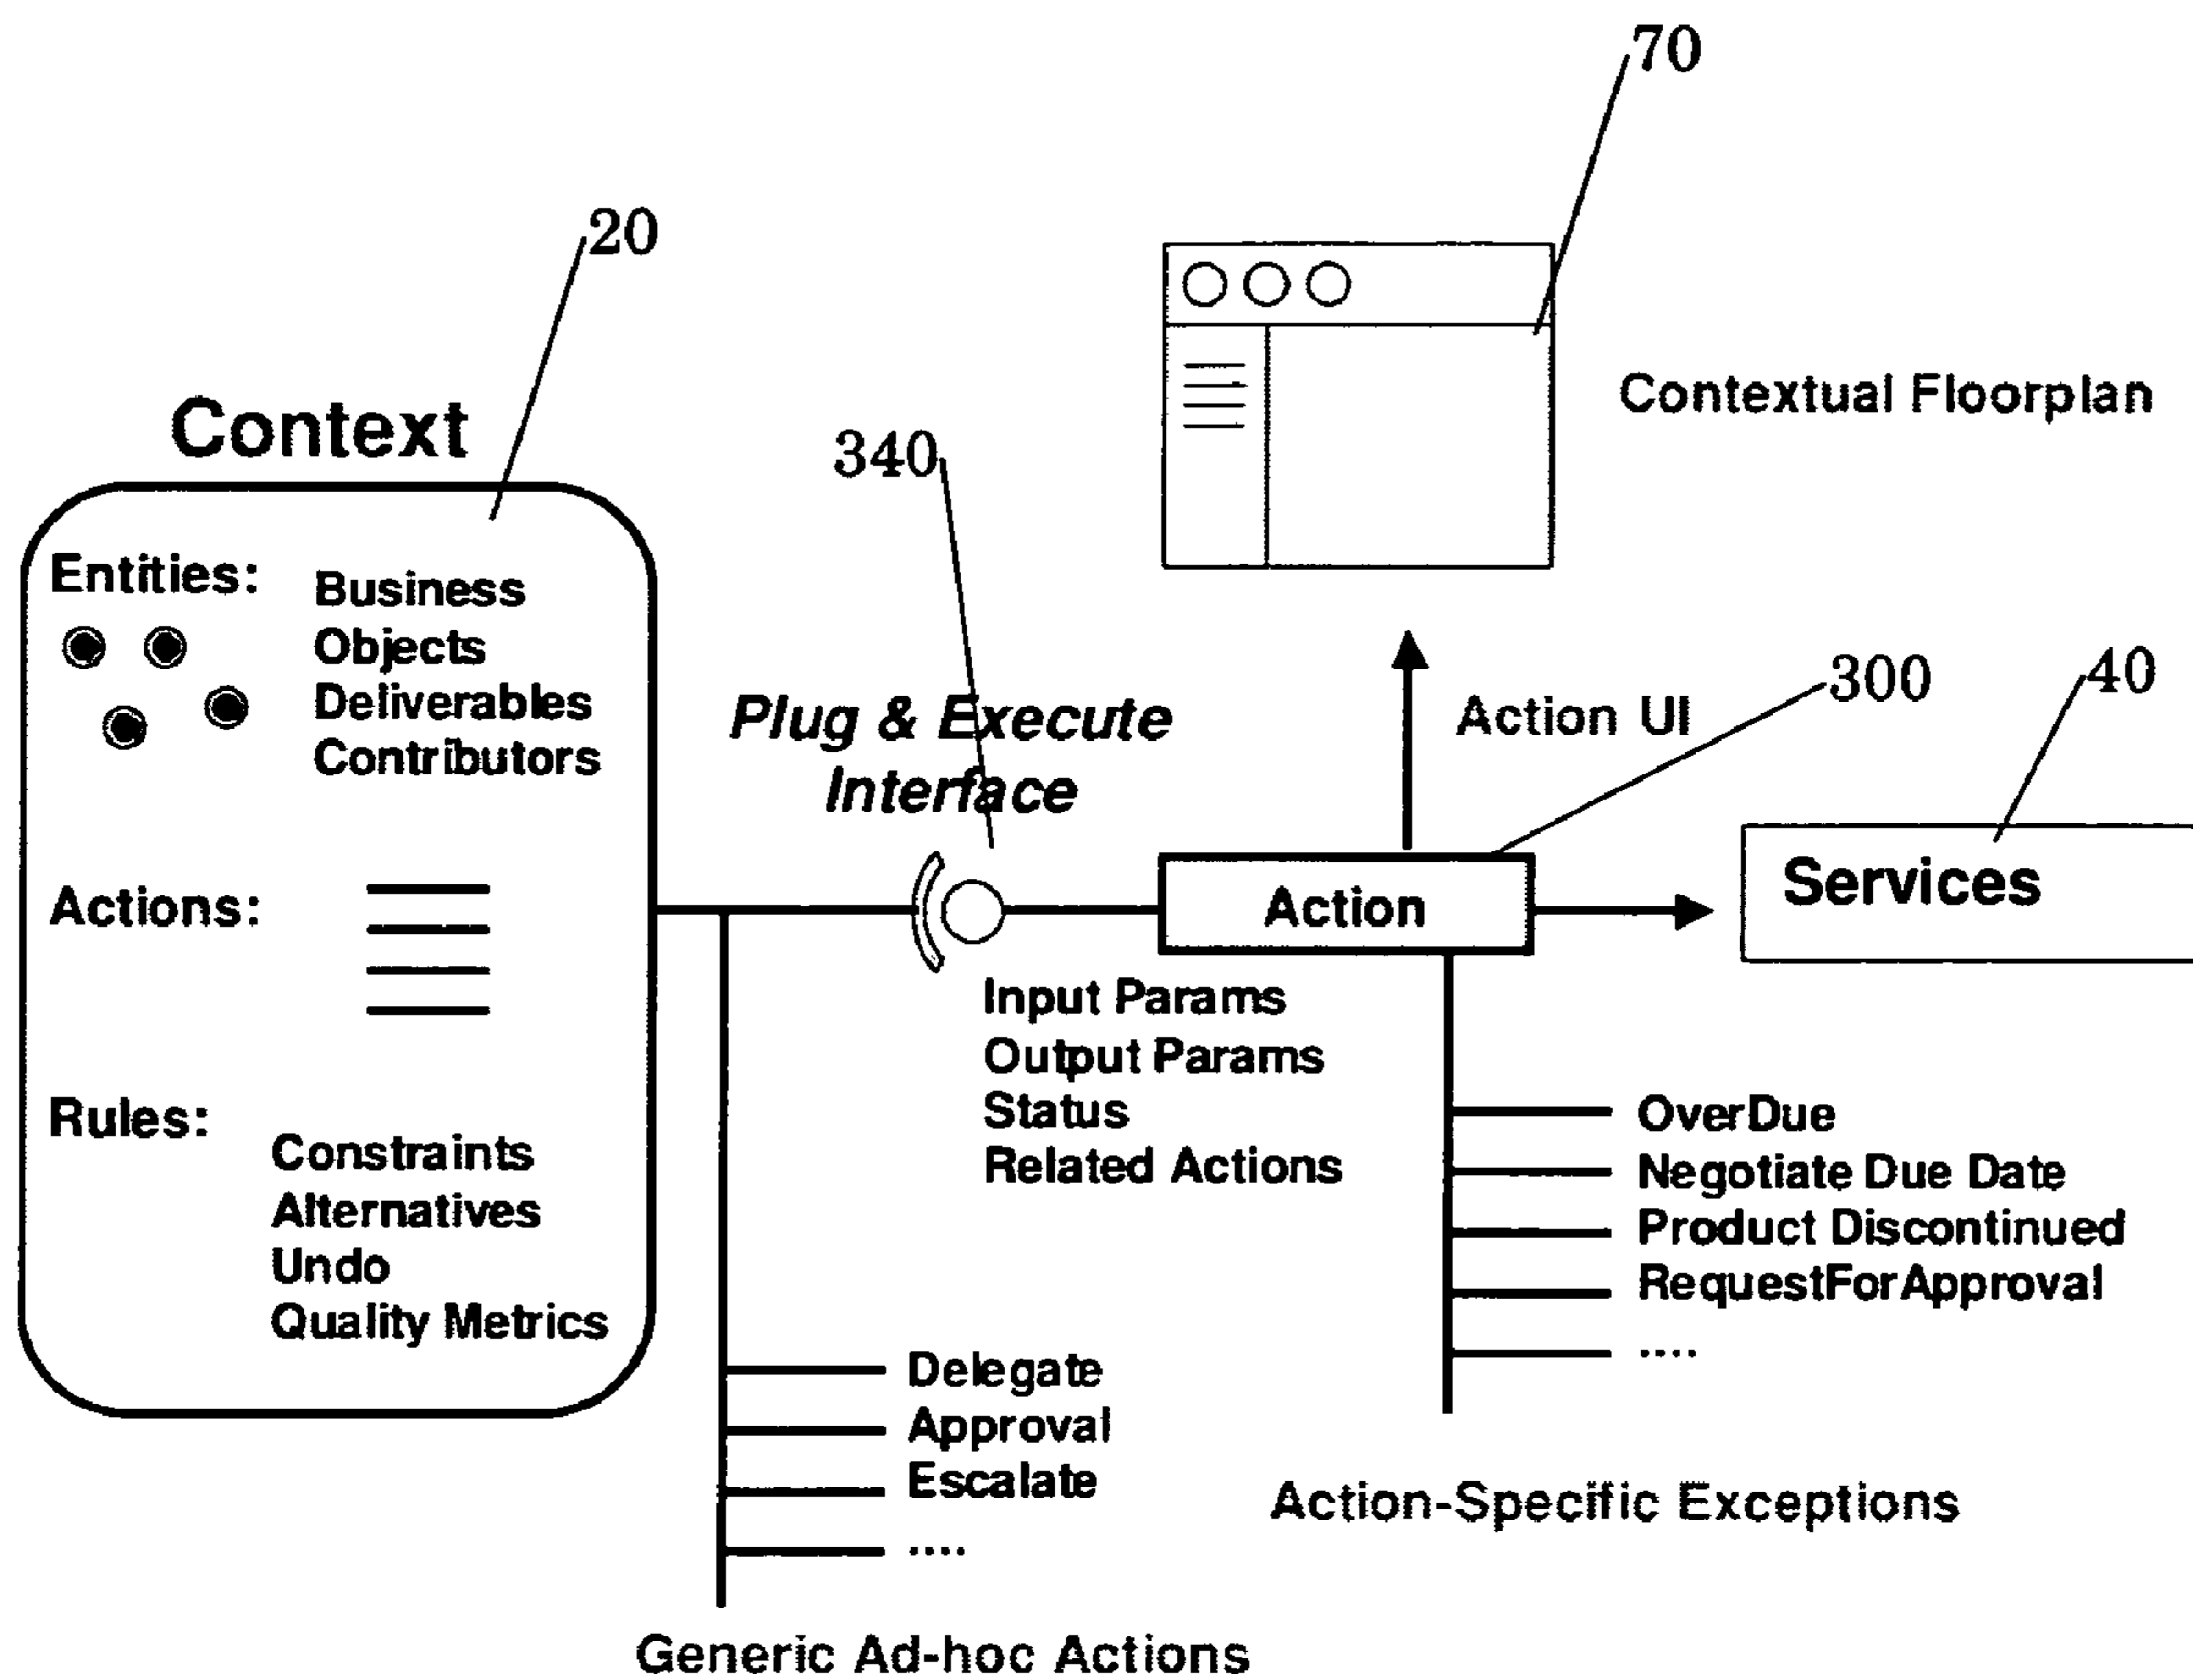 70
20
Context
340
Contextual Floorplan
Entities:
Business
Objects
Deliverables
Contributors
Plug & Execute
Interface
Action UI
300
40
Actions:
Action
Services
Input Params
Output Params
Status
Related Actions
Rules:
Constraints
Alternatives
Undo
Quality Metrics
OverDue
Negotiate Due Date
Product Discontinued
RequestForApproval
....
Delegate
Approval
Escalate
....
Action-Specific Exceptions
Generic Ad-hoc Actions